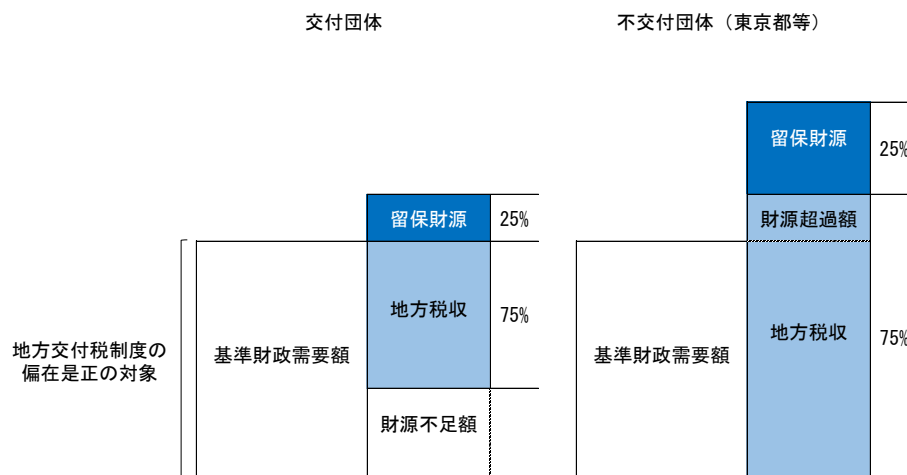 交付団体
不交付団体（東京都等）
留保財源
25%
留保財源
25%
財源超過額
地方税収
75%
地方交付税制度の
偏在是正の対象
基準財政需要額
基準財政需要額
地方税収
75%
財源不足額